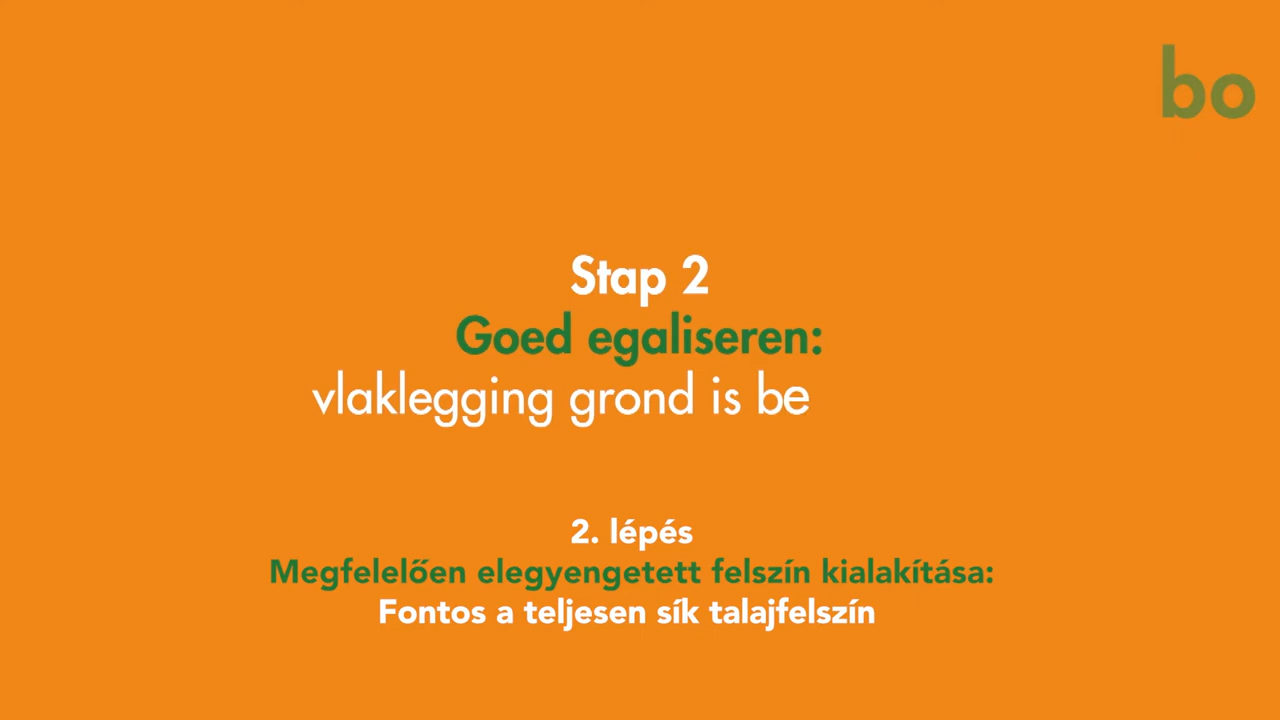 bo
Stap 2
Goed egaliseren:
vlaklegging grond is be
2. lépés
Megfelelően elegyengetett felszín kialakítása:
Fontos a teljesen sík talajfelszín